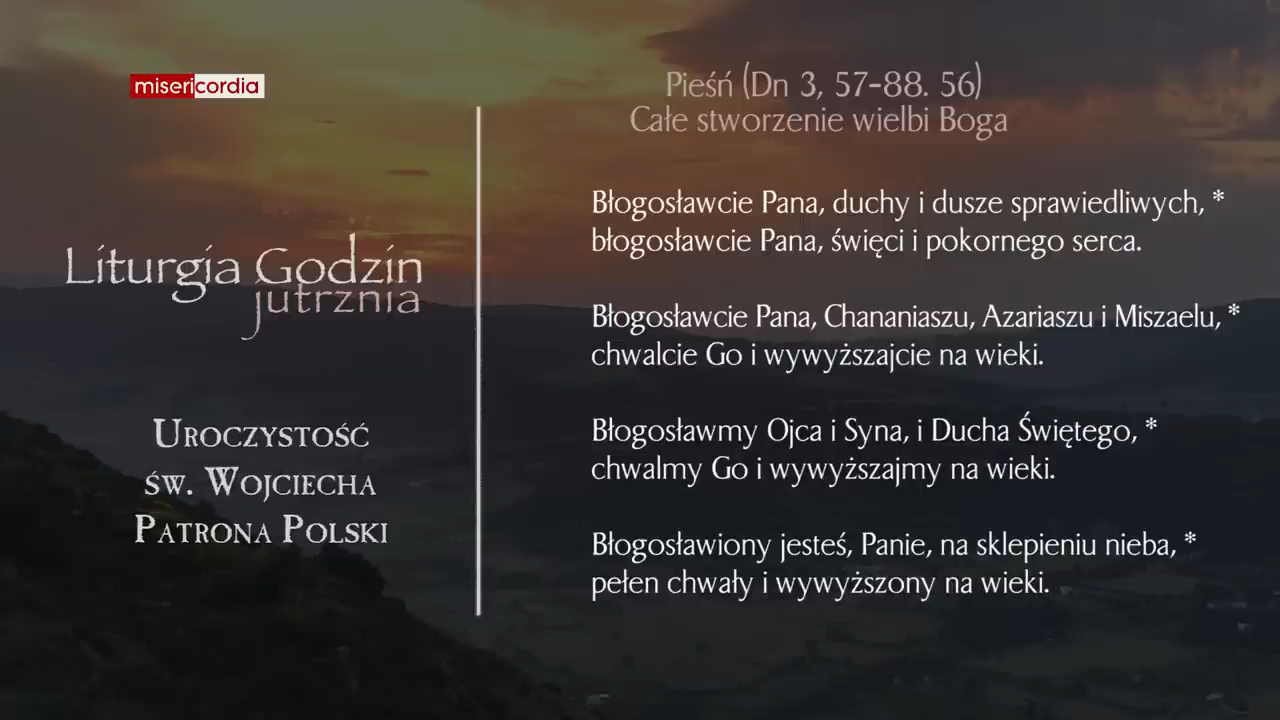 misericordia
Liturgia Godzin
jutrznia
Uroczystość
św. Wojciecha
Patrona Polski
Pieśń (Dn 3, 57-88. 56)
Całe stworzenie wielbi Boga
Błogosławcie Pana, duchy i dusze sprawiedliwych, *
błogosławcie Pana, święci i pokornego serca.
Błogosławcie Pana, Chananiaszu, Azariaszu i Miszaelu, *
chwalcie Go i wywyższajcie na wieki.
Błogosławmy Ojca i Syna, i Ducha Świętego, *
chwalmy Go i wywyższajmy na wieki.
Błogosławiony jesteś, Panie, na sklepieniu nieba, *
pełen chwały i wywyższony na wieki.